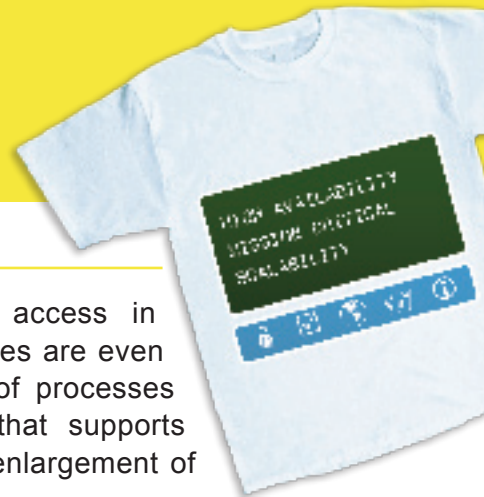 HIGH AVAILABILITY
MISSION CRITICAL
SCALABILITY
access in
es are even
of processes
that supports
enlargement of